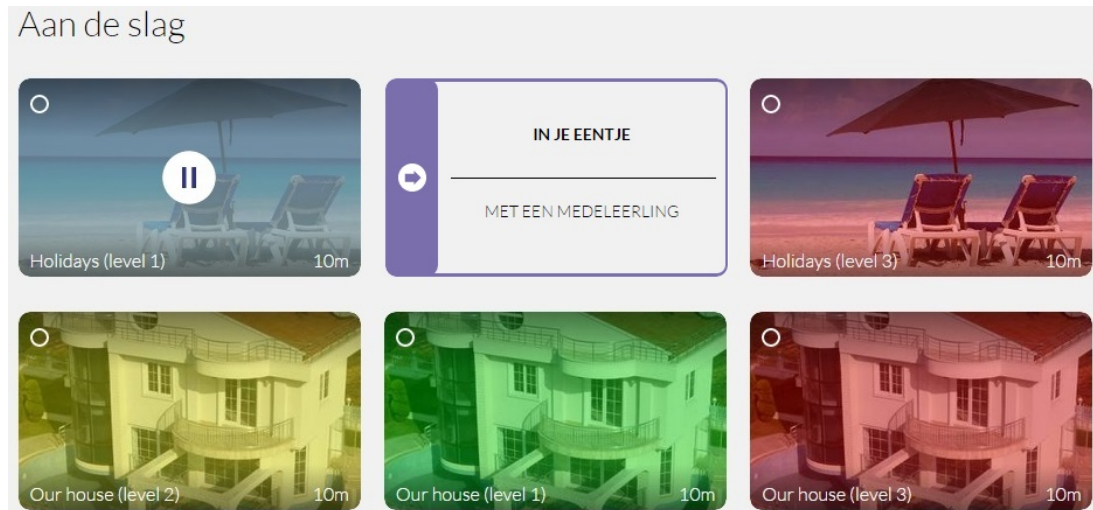 Aan de slag
IN JE EENTJE
MET EEN MEDELEERLING
Holidays (level 1) 10m
Holidays (level 3) 10m
Our house (level 2) 10m
Our house (level 1) 10m
Our house (level 3) 10m